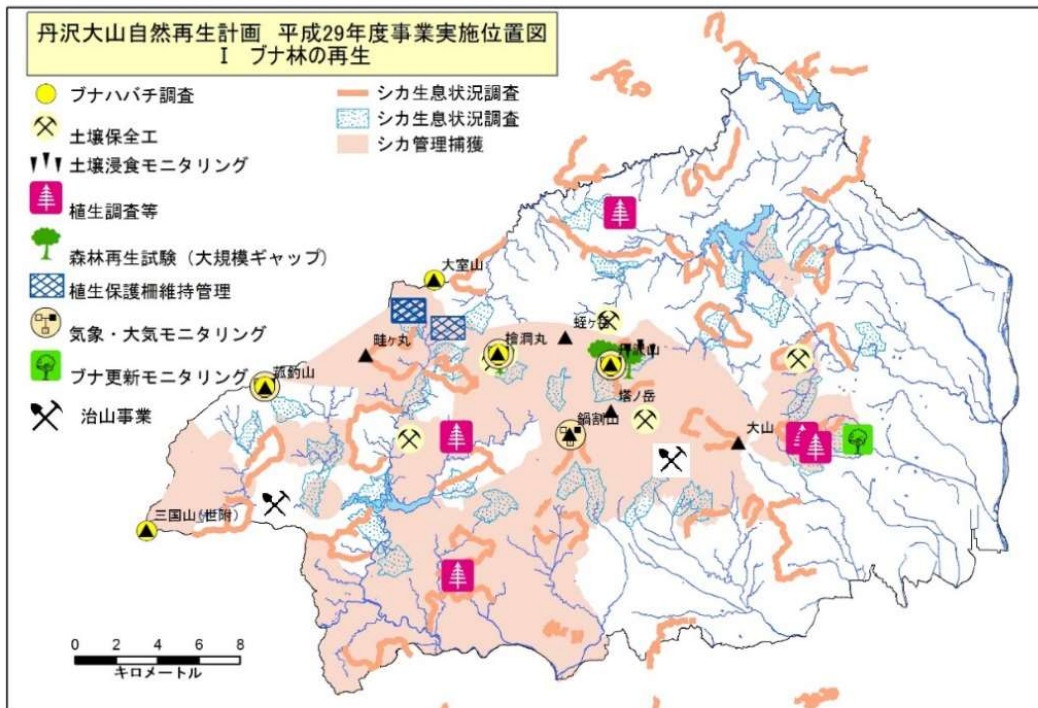 丹沢大山自然再生計画 平成29年度事業実施位置図
Ⅰ ブナ林の再生
ブナハバチ調査
土壌保全工
土壌浸食モニタリング
植生調査等
森林再生試験（大規模ギャップ）
植生保護柵維持管理
気象・大気モニタリング
ブナ更新モニタリング
治山事業
シカ生息状況調査
シカ生息状況調査
シカ管理捕獲
大室山
畦ヶ丸
檜洞丸
蛭ヶ岳
丹沢山
菰釣山
塔ノ岳
鍋割山
大山
三国山(世附)
0 2 4 6 8
キロメートル